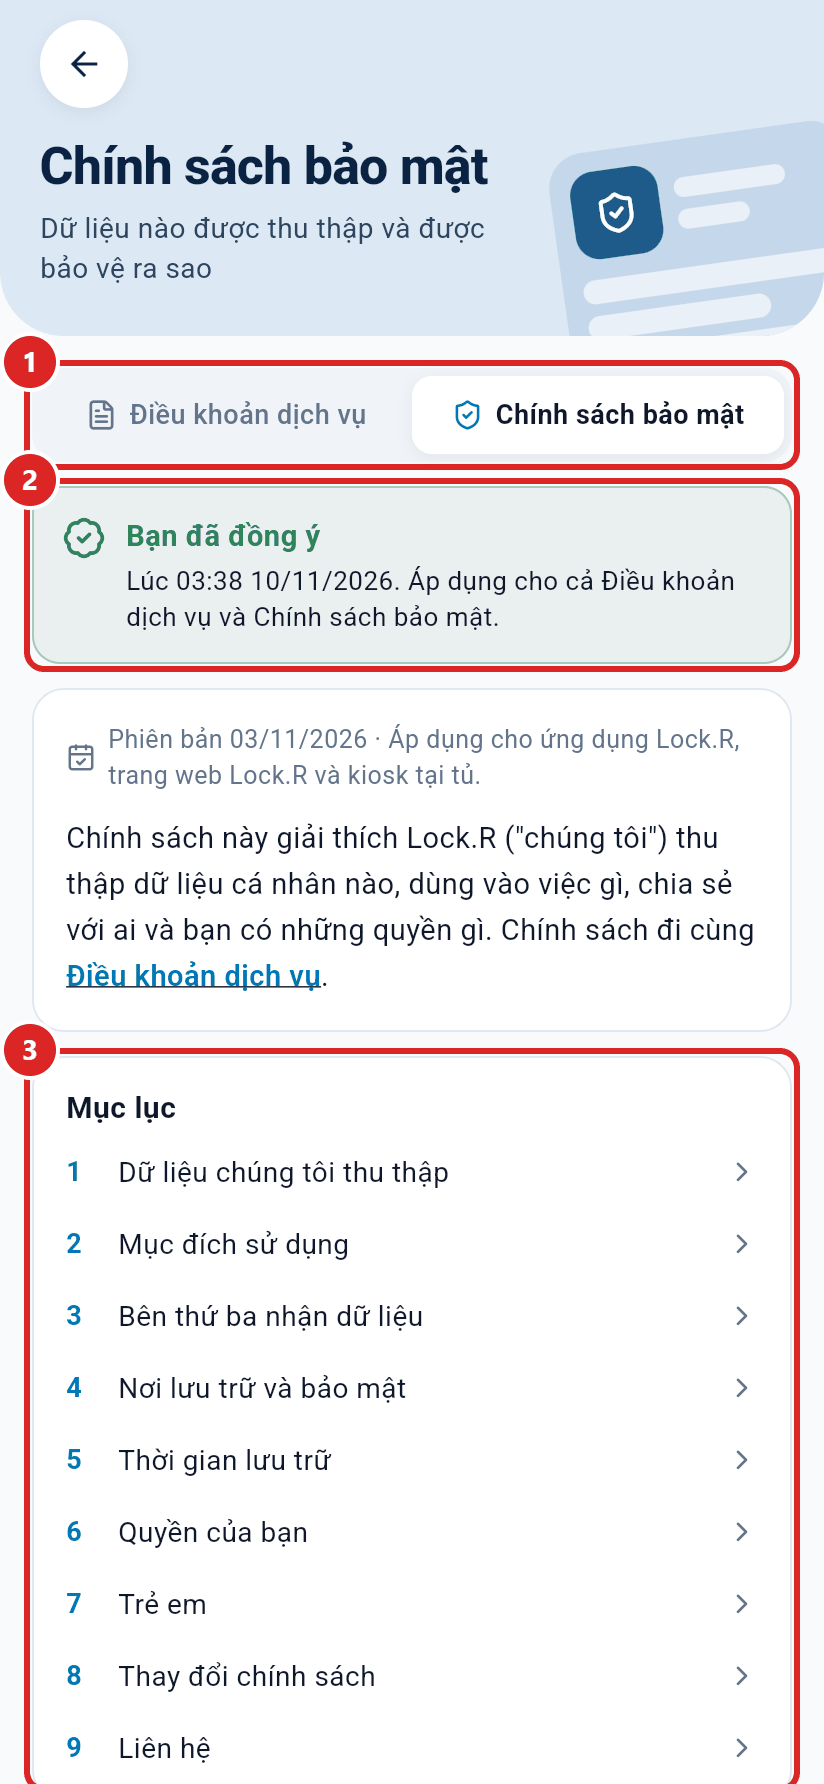 Chính sách bảo mật
Dữ liệu nào được thu thập và được
bảo vệ ra sao
1
Điều khoản dịch vụ
Chính sách bảo mật
2
Bạn đã đồng ý
Lúc 03:38 10/11/2026. Áp dụng cho cả Điều khoản
dịch vụ và Chính sách bảo mật.
Phiên bản 03/11/2026 · Áp dụng cho ứng dụng Lock.R,
trang web Lock.R và kiosk tại tủ.
Chính sách này giải thích Lock.R ("chúng tôi") thu
thập dữ liệu cá nhân nào, dùng vào việc gì, chia sẻ
với ai và bạn có những quyền gì. Chính sách đi cùng
Điều khoản dịch vụ.
3
Mục lục
1 Dữ liệu chúng tôi thu thập
2 Mục đích sử dụng
3 Bên thứ ba nhận dữ liệu
4 Nơi lưu trữ và bảo mật
5 Thời gian lưu trữ
6 Quyền của bạn
7 Trẻ em
8 Thay đổi chính sách
9 Liên hệ